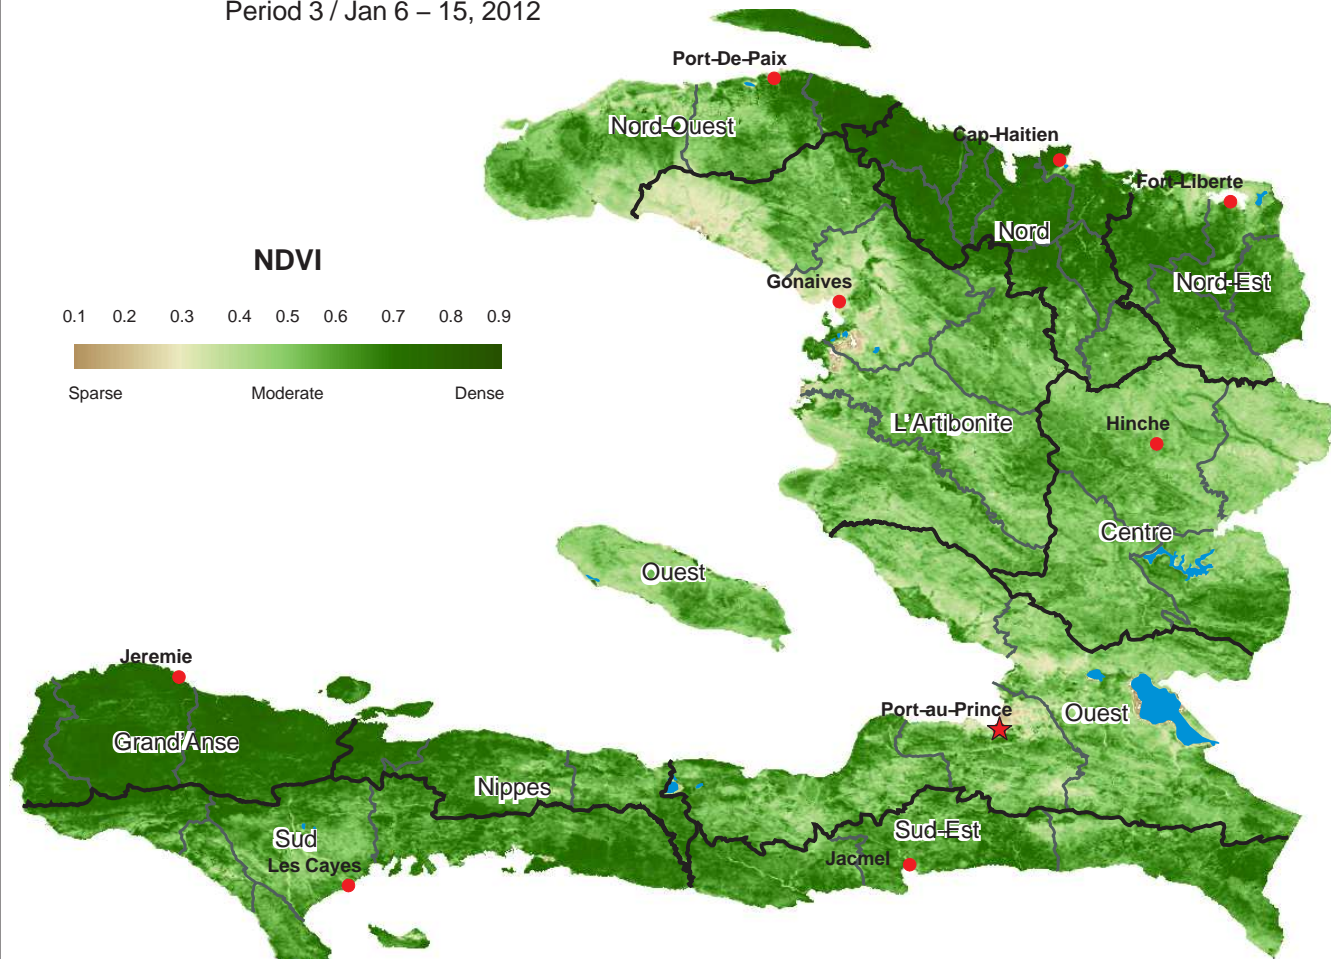 Period 3 / Jan 6 – 15, 2012
Port-De-Paix
Nord-Ouest
Cap-Haitien
Fort-Liberte
Nord
NDVI
Gonaives
Nord-Est
0.1 0.2 0.3 0.4 0.5 0.6 0.7 0.8 0.9
Sparse Moderate Dense
L'Artibonite
Hinche
Centre
Ouest
Jeremie
Port-au-Prince
Ouest
Grand'Anse
Nippes
Sud
Sud-Est
Les Cayes
Jacmel